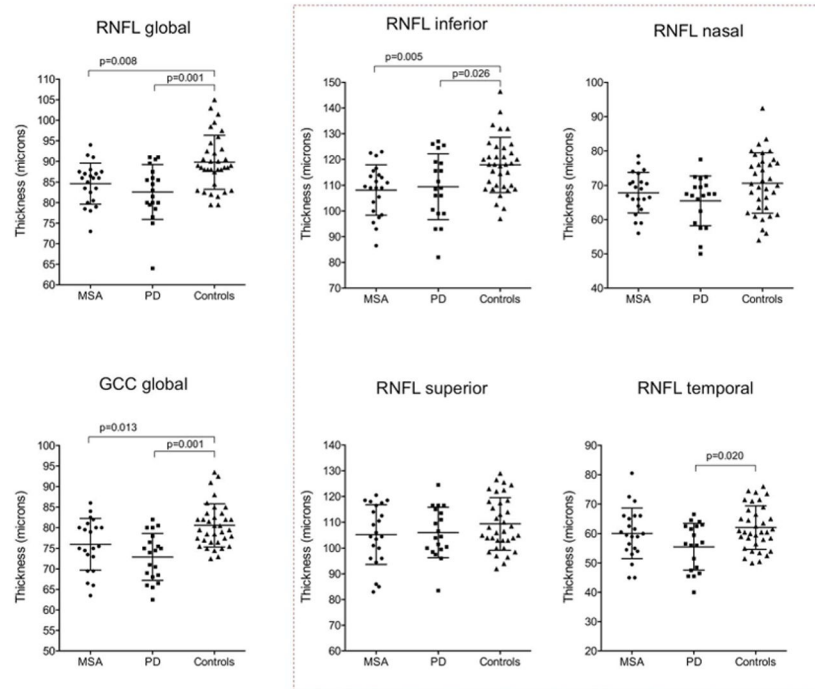 RNFL global
p=0.008
p=0.001
Thickness (microns)
110
105
100
95
90
85
80
75
70
65
60
MSA PD Controls
RNFL inferior
p=0.005
p=0.026
Thickness (microns)
150
140
130
120
110
100
90
80
70
MSA PD Controls
RNFL nasal
Thickness (microns)
100
90
80
70
60
50
40
MSA PD Controls
GCC global
p=0.013
p=0.001
Thickness (microns)
100
95
90
85
80
75
70
65
60
55
50
MSA PD Controls
RNFL superior
Thickness (microns)
140
130
120
110
100
90
80
70
60
MSA PD Controls
RNFL temporal
p=0.020
Thickness (microns)
90
80
70
60
50
40
30
20
MSA PD Controls